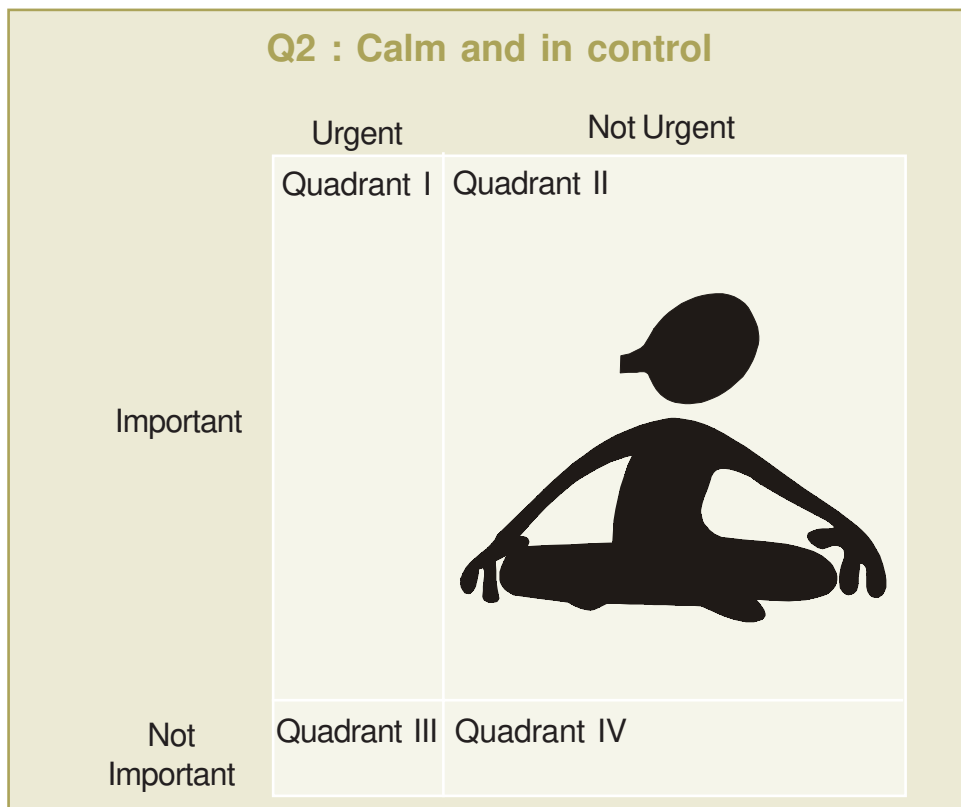 Q2 : Calm and in control
Urgent
Not Urgent
Quadrant I
Quadrant II
Important
Not
Important
Quadrant III
Quadrant IV